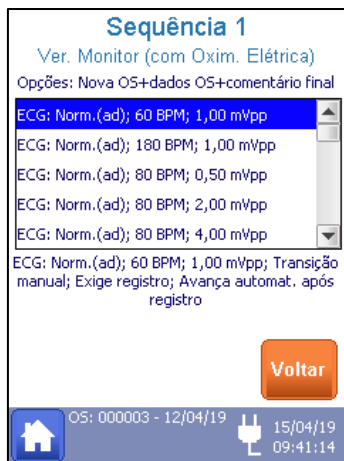 Sequência 1
Ver. Monitor (com Oxim. Elétrica)
Opções: Nova OS+dados OS+comentário final
ECG: Norm.(ad); 60 BPM; 1,00 mVpp
ECG: Norm.(ad); 180 BPM; 1,00 mVpp
ECG: Norm.(ad); 80 BPM; 0,50 mVpp
ECG: Norm.(ad); 80 BPM; 2,00 mVpp
ECG: Norm.(ad); 80 BPM; 4,00 mVpp
ECG: Norm.(ad); 60 BPM; 1,00 mVpp; Transição
manual; Exige registro; Avança automat. após
registro
Voltar
OS: 000003 - 12/04/19
15/04/19
09:41:14